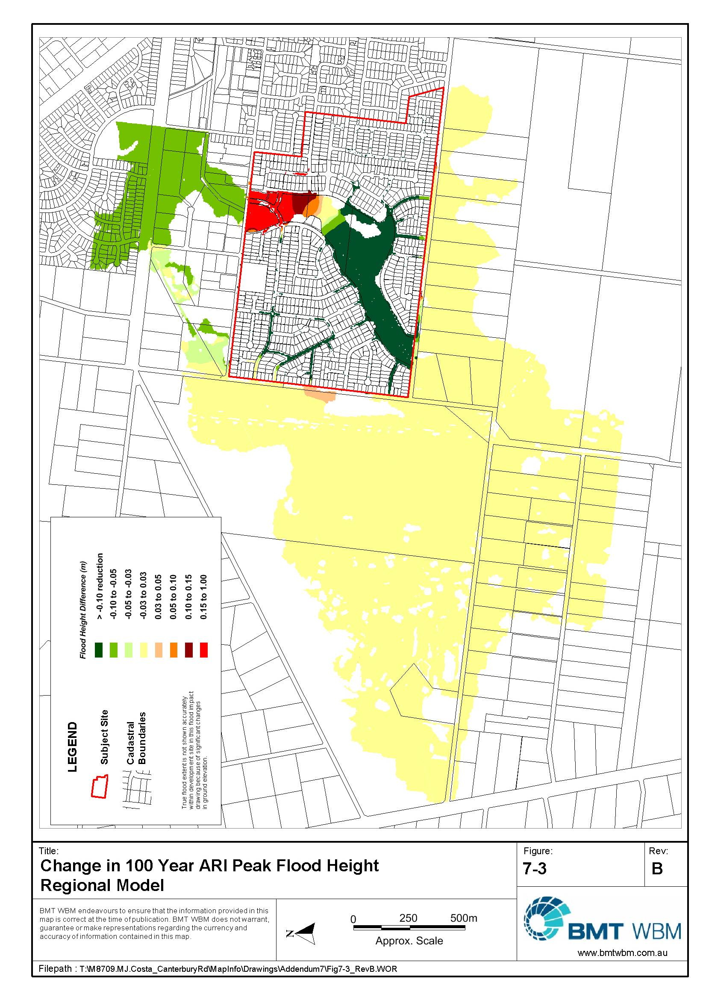 LEGEND
Subject Site
Cadastral
Boundaries
True flood extent is not shown accurately
within development site in this flood impact
drawing because of significant changes
in ground elevation.
Flood Height Difference (m)
> -0.10 reduction
-0.10 to -0.05
-0.05 to -0.03
-0.03 to 0.03
0.03 to 0.05
0.05 to 0.10
0.10 to 0.15
0.15 to 1.00
Title:
Change in 100 Year ARI Peak Flood Height
Regional Model
Figure:
7-3
Rev:
B
BMT WBM endeavours to ensure that the information provided in this
map is correct at the time of publication. BMT WBM does not warrant,
guarantee or make representations regarding the currency and
accuracy of information contained in this map.
N
0 250 500m
Approx. Scale
BMT WBM
www.bmtwbm.com.au
Filepath : T:\M8709.MJ.Costa_CanterburyRd\MapInfo\Drawings\Addendum7\Fig7-3_RevB.WOR